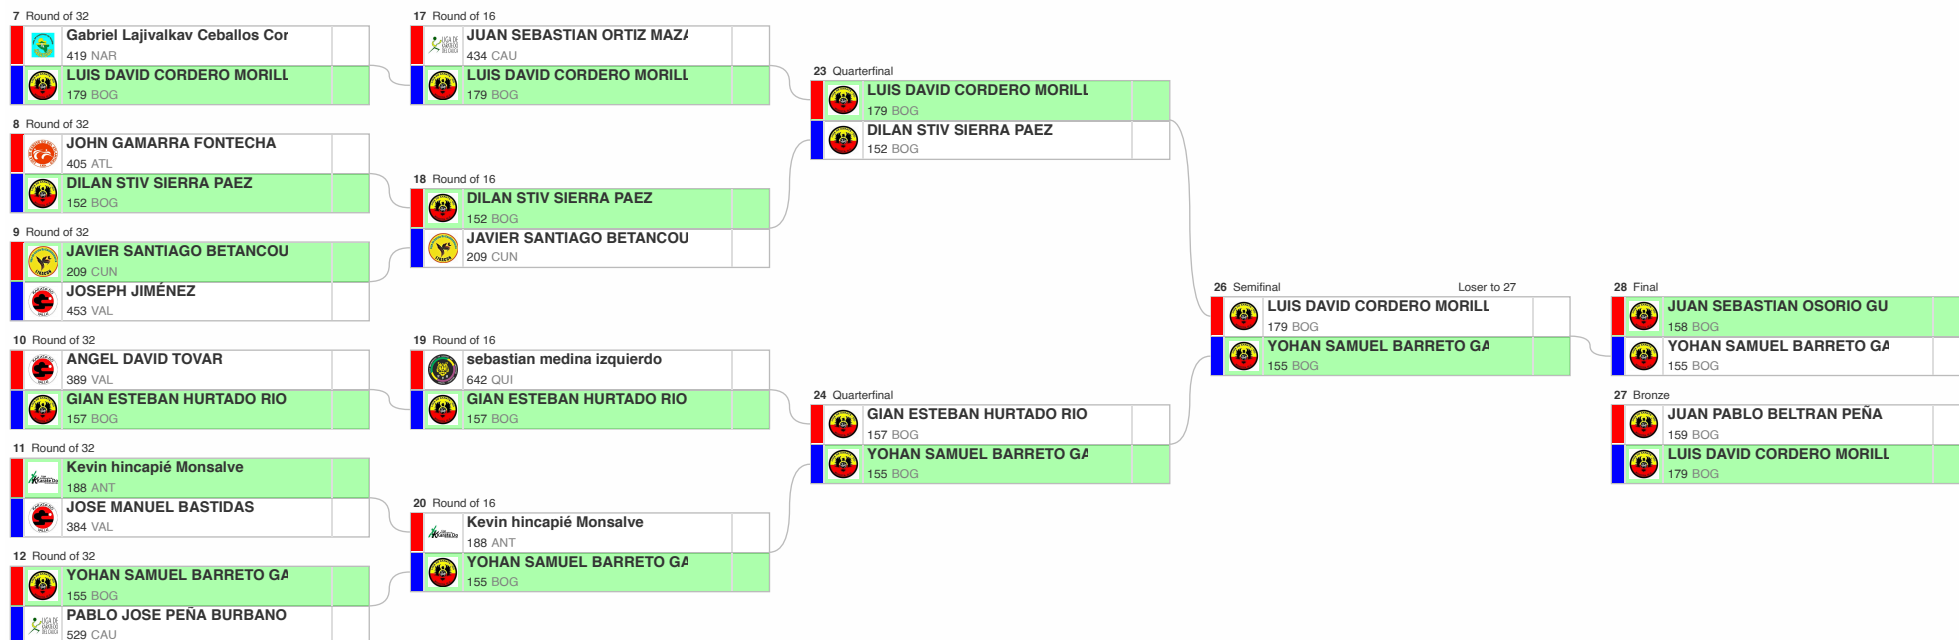 7 Round of 32
Gabriel Lajivalkav Ceballos Cor
419 NAR
LUIS DAVID CORDERO MORILL
179 BOG
8 Round of 32
JOHN GAMARRA FONTECHA
405 ATL
DILAN STIV SIERRA PAEZ
152 BOG
9 Round of 32
JAVIER SANTIAGO BETANCOU
209 CUN
JOSEPH JIMÉNEZ
453 VAL
10 Round of 32
ANGEL DAVID TOVAR
389 VAL
GIAN ESTEBAN HURTADO RIO
157 BOG
11 Round of 32
Kevin hincapié Monsalve
188 ANT
JOSE MANUEL BASTIDAS
384 VAL
12 Round of 32
YOHAN SAMUEL BARRETO GA
155 BOG
PABLO JOSE PEÑA BURBANO
529 CAU
17 Round of 16
JUAN SEBASTIAN ORTIZ MAZA
434 CAU
LUIS DAVID CORDERO MORILL
179 BOG
18 Round of 16
DILAN STIV SIERRA PAEZ
152 BOG
JAVIER SANTIAGO BETANCOU
209 CUN
19 Round of 16
sebastian medina izquierdo
642 QUI
GIAN ESTEBAN HURTADO RIO
157 BOG
20 Round of 16
Kevin hincapié Monsalve
188 ANT
YOHAN SAMUEL BARRETO GA
155 BOG
23 Quarterfinal
LUIS DAVID CORDERO MORILL
179 BOG
DILAN STIV SIERRA PAEZ
152 BOG
24 Quarterfinal
GIAN ESTEBAN HURTADO RIO
157 BOG
YOHAN SAMUEL BARRETO GA
155 BOG
26 Semifinal Loser to 27
LUIS DAVID CORDERO MORILL
179 BOG
YOHAN SAMUEL BARRETO GA
155 BOG
28 Final
JUAN SEBASTIAN OSORIO GU
158 BOG
YOHAN SAMUEL BARRETO GA
155 BOG
27 Bronze
JUAN PABLO BELTRAN PEÑA
159 BOG
LUIS DAVID CORDERO MORILL
179 BOG